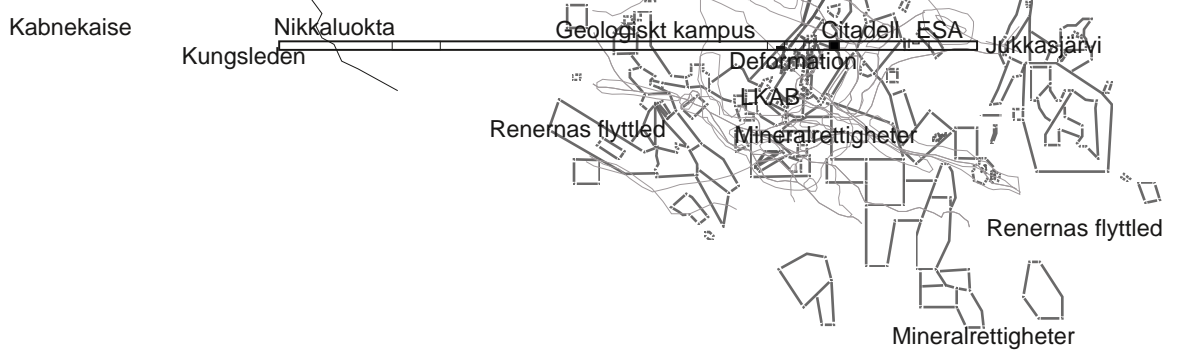 Kabnekaise
Nikkaluokta
Geologiskt kampus
Citadell
ESA
Jukkasjärvi
Kungsleden
Deformation
LKAB
Renernas flyttled
Mineralrettigheter
Renernas flyttled
Mineralrettigheter